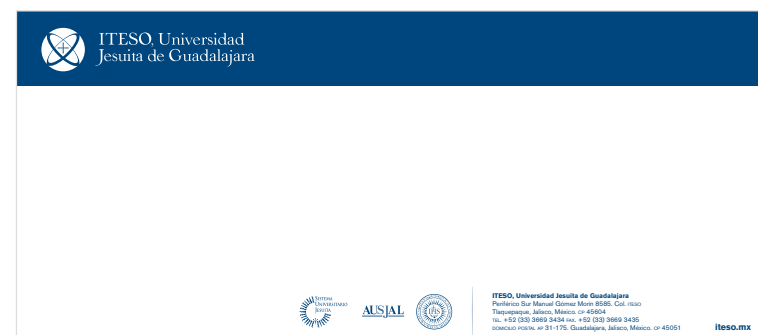 ITESO, Universidad
Jesuita de Guadalajara
SISTEMA
UNIVERSITARIO
JESUITA
AUSJAL
ITESO, Universidad Jesuita de Guadalajara
Periférico Sur Manuel Gómez Morín 8585. Col. ITESO
Tlaquepaque, Jalisco, México. CP 45604
TEL. +52 (33) 3669 3434 FAX. +52 (33) 3669 3435
DOMICILIO POSTAL AP 31-175. Guadalajara, Jalisco, México. CP 45051
iteso.mx